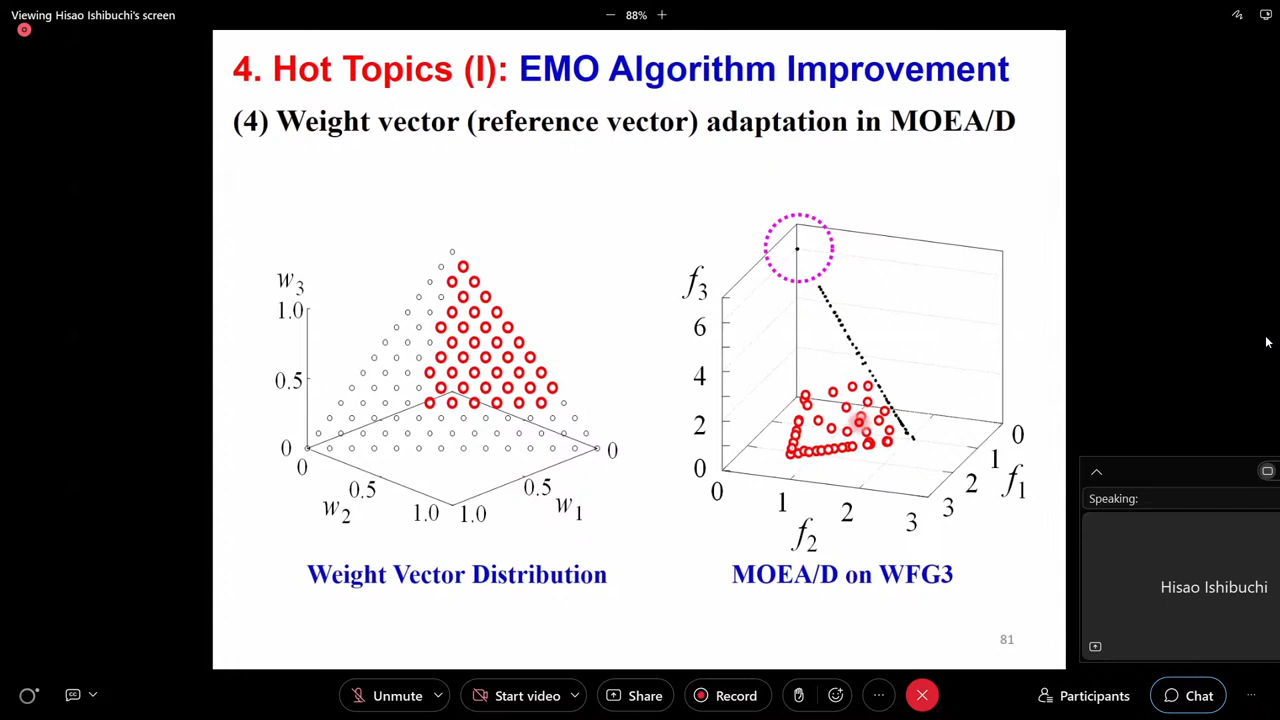 Viewing Hisao Ishibuchi's screen
88%
4. Hot Topics (I): EMO Algorithm Improvement
(4) Weight vector (reference vector) adaptation in MOEA/D
w3
1.0
0.5
0
0
0.5
w2
1.0
1.0
0.5
w1
0
Weight Vector Distribution
f3
6
4
2
0
0
1
2
3
f2
3
2
1
0
f1
MOEA/D on WFG3
81
Speaking:
Hisao Ishibuchi
CC
Unmute
Start video
Share
Record
Participants
Chat